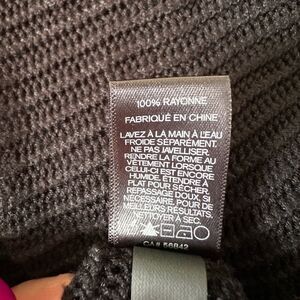 100% RAYONNE
FABRIQUÉ EN CHINE
LAVEZ À LA MAIN À L'EAU
FROIDE SÉPARÉMENT.
NE PAS JAVELLISER.
RENDRE LA FORME AU
VÊTEMENT LORSQUE
CELUI-CI EST ENCORE
HUMIDE, ÉTENDRE À
PLAT POUR SÉCHER.
REPASSAGE DOUX, SI
NÉCESSAIRE. POUR DE
MEILLEURS RÉSULTATS,
NETTOYER À SEC.
CA# 56842